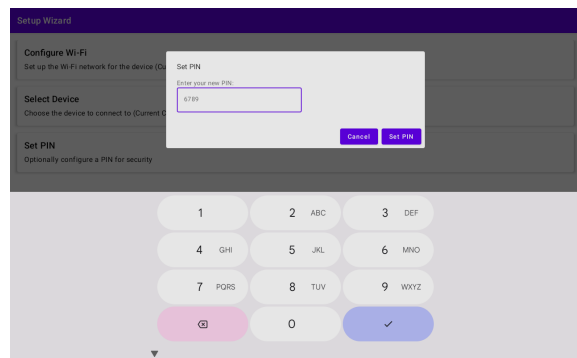 Setup Wizard
Configure Wi-Fi
Set up the Wi-Fi network for the device (Cu
Select Device
Choose the device to connect to (Current C
Set PIN
Optionally configure a PIN for security
Set PIN
Enter your new PIN:
6789
Cancel Set PIN
1 2 ABC 3 DEF
4 GHI 5 JKL 6 MNO
7 PQRS 8 TUV 9 WXYZ
0